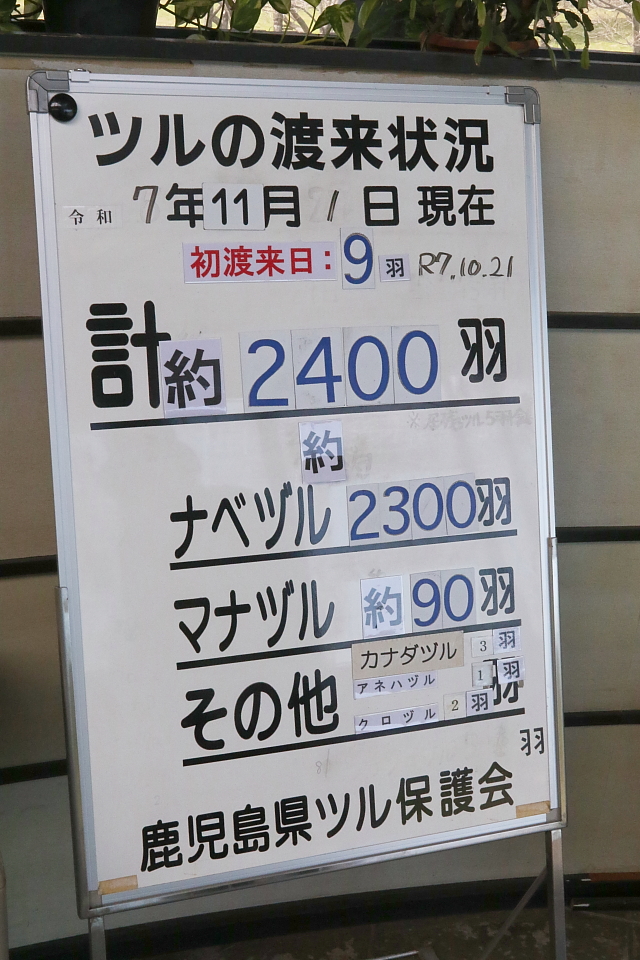 ツルの渡来状況
令和 7年11月1日 現在
初渡来日：9羽 R7.10.21
計約 2400 羽
約
ナベヅル 2300羽
マナヅル 約 90羽
カナダヅル 3 羽
その他 アネハヅル 1 羽
クロヅル 2 羽
羽
鹿児島県ツル保護会